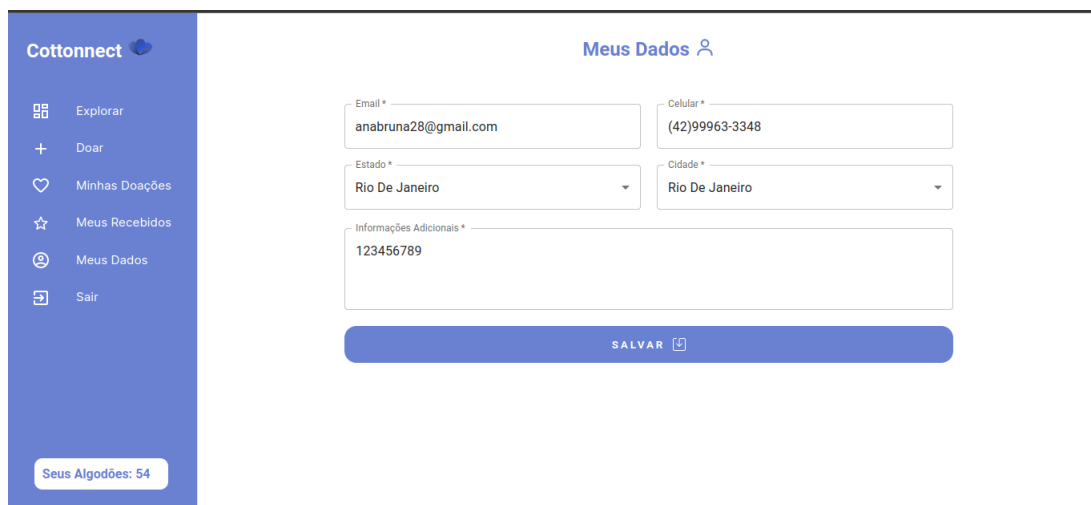 Cottonnect
Explorar
Doar
Minhas Doações
Meus Recebidos
Meus Dados
Sair
Seus Algodões: 54
Meus Dados
Email *
anabruna28@gmail.com
Celular *
(42)99963-3348
Estado *
Rio De Janeiro
Cidade *
Rio De Janeiro
Informações Adicionais *
123456789
SALVAR